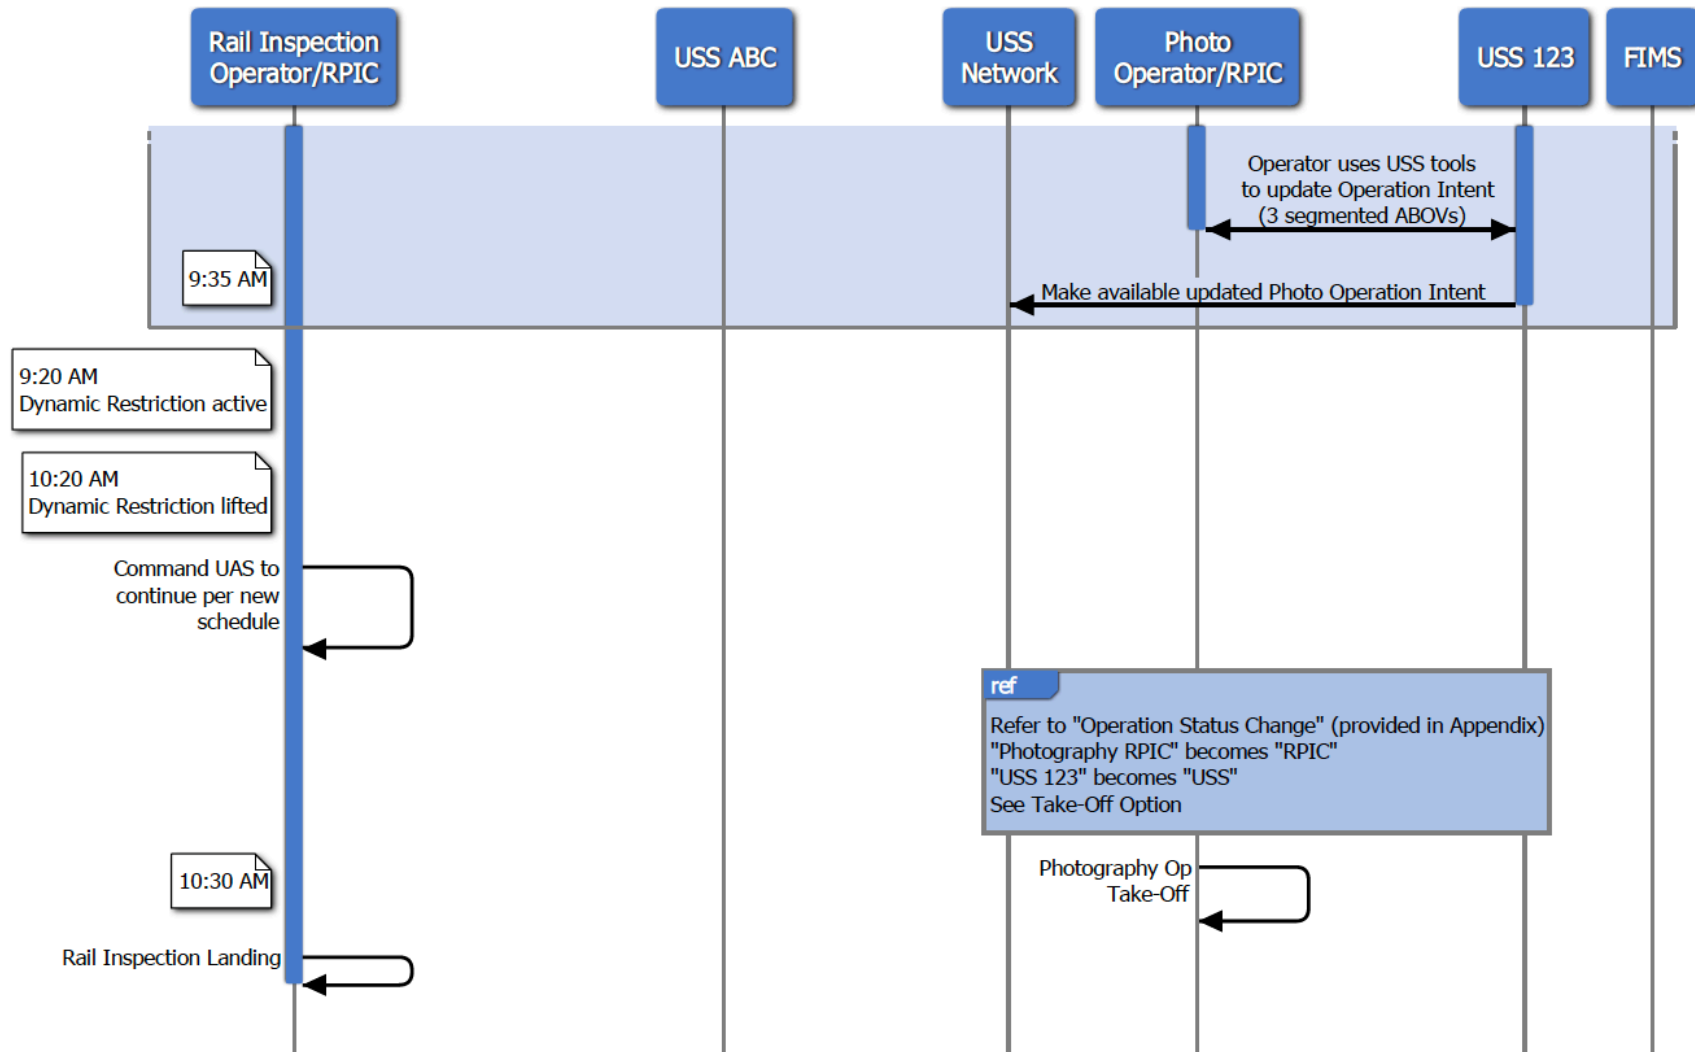 Rail Inspection
Operator/RPIC
USS ABC
USS
Network
Photo
Operator/RPIC
USS 123
FIMS
Operator uses USS tools
to update Operation Intent
(3 segmented ABOVs)
9:35 AM
Make available updated Photo Operation Intent
9:20 AM
Dynamic Restriction active
10:20 AM
Dynamic Restriction lifted
Command UAS to
continue per new
schedule
ref
Refer to "Operation Status Change" (provided in Appendix)
"Photography RPIC" becomes "RPIC"
"USS 123" becomes "USS"
See Take-Off Option
10:30 AM
Photography Op
Take-Off
Rail Inspection Landing